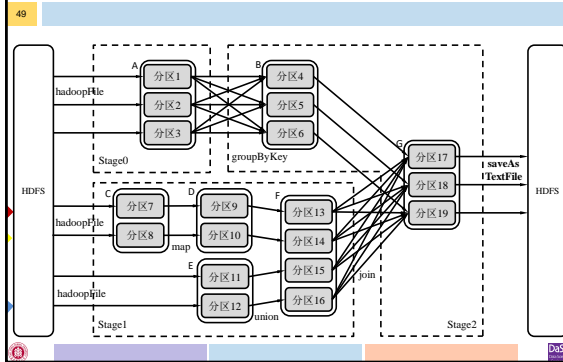 49
HDFS
hadoopFile
A
分区1
分区2
分区3
Stage0
B
分区4
分区5
分区6
groupByKey
hadoopFile
C
分区7
分区8
map
D
分区9
分区10
hadoopFile
E
分区11
分区12
union
F
分区13
分区14
分区15
分区16
join
Stage1
G
分区17
分区18
分区19
Stage2
saveAs
TextFile
HDFS
DaS